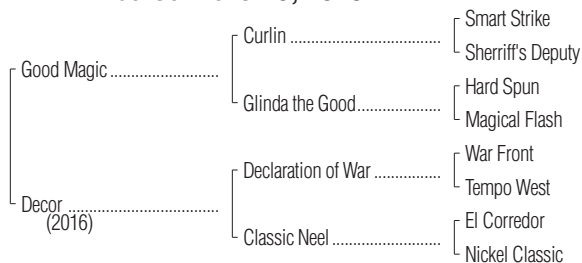 Smart Strike
Curlin ....................................
Sherriff's Deputy
Good Magic ..........................
Hard Spun
Glinda the Good....................
Magical Flash
War Front
Declaration of War ................
Tempo West
Decor ....................................
(2016)
El Corredor
Classic Neel ..........................
Nickel Classic